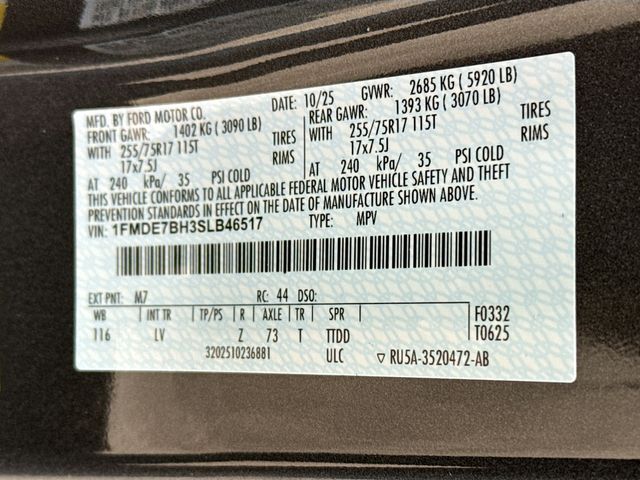 MFD. BY FORD MOTOR CO. DATE: 10/25 GVWR: 2685 KG ( 5920 LB)
FRONT GAWR: 1402 KG ( 3090 LB) REAR GAWR: 1393 KG ( 3070 LB)
WITH 255/75R17 115T TIRES WITH 255/75R17 115T TIRES
17x7.5J RIMS 17x7.5J RIMS
AT 240 kPa/ 35 PSI COLD AT 240 kPa/ 35 PSI COLD
THIS VEHICLE CONFORMS TO ALL APPLICABLE FEDERAL MOTOR VEHICLE SAFETY AND THEFT
PREVENTION STANDARDS IN EFFECT ON THE DATE OF MANUFACTURE SHOWN ABOVE.
VIN: 1FMDE7BH3SLB46517 TYPE: MPV
EXT PNT: M7 RC: 44 DSO:
WB INT TR TP/PS R AXLE TR SPR F0332
116 LV Z 73 T TTDD T0625
3202510236881 ULC ▽ RU5A-3520472-AB